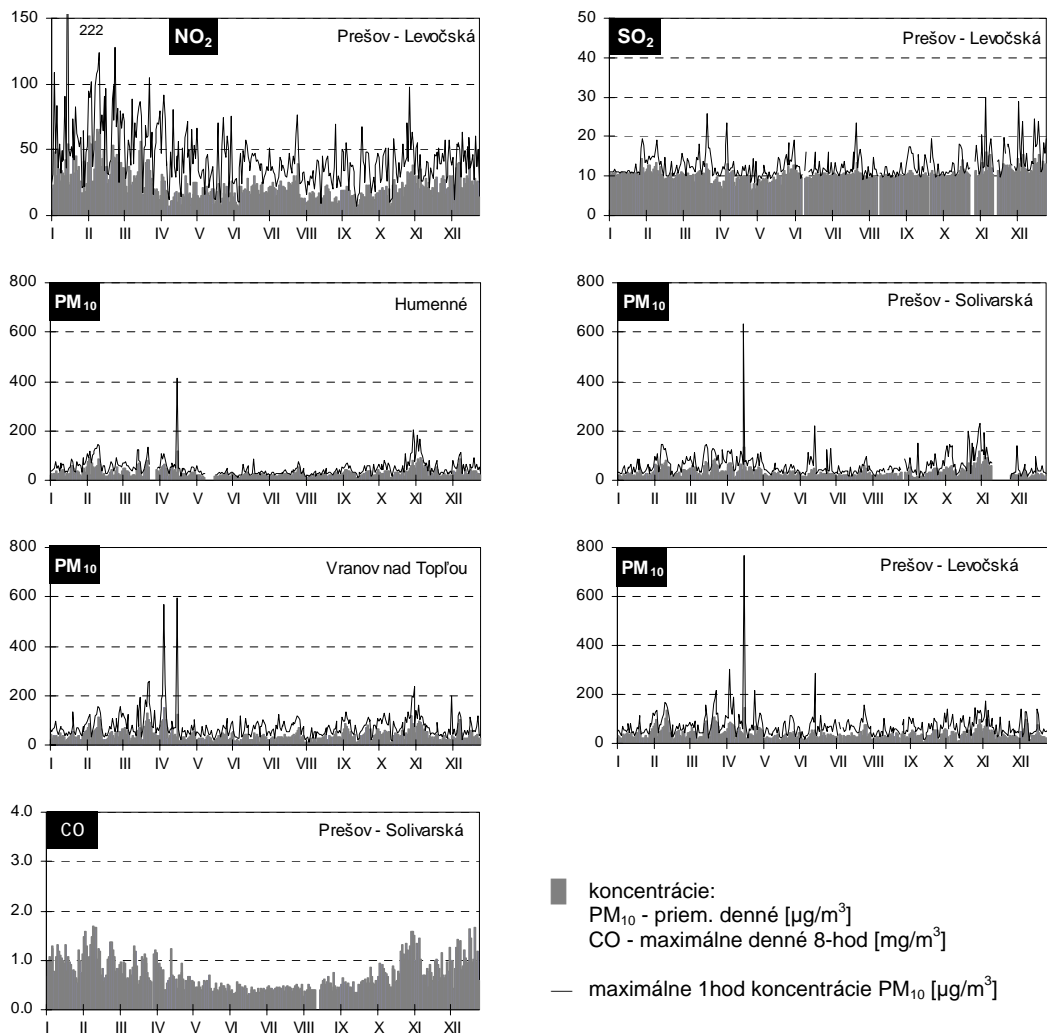 NO2 Prešov - Levočská
222
150
100
50
0
I II III IV V VI VII VIII IX X XI XII
SO2 Prešov - Levočská
50
40
30
20
10
0
I II III IV V VI VII VIII IX X XI XII
PM10 Humenné
800
600
400
200
0
I II III IV V VI VII VIII IX X XI XII
PM10 Prešov - Solivarská
800
600
400
200
0
I II III IV V VI VII VIII IX X XI XII
PM10 Vranov nad Topľou
800
600
400
200
0
I II III IV V VI VII VIII IX X XI XII
PM10 Prešov - Levočská
800
600
400
200
0
I II III IV V VI VII VIII IX X XI XII
CO Prešov - Solivarská
4.0
3.0
2.0
1.0
0.0
I II III IV V VI VII VIII IX X XI XII
koncentrácie:
PM10 - priem. denné [µg/m3]
CO - maximálne denné 8-hod [mg/m3]
— maximálne 1hod koncentrácie PM10 [µg/m3]